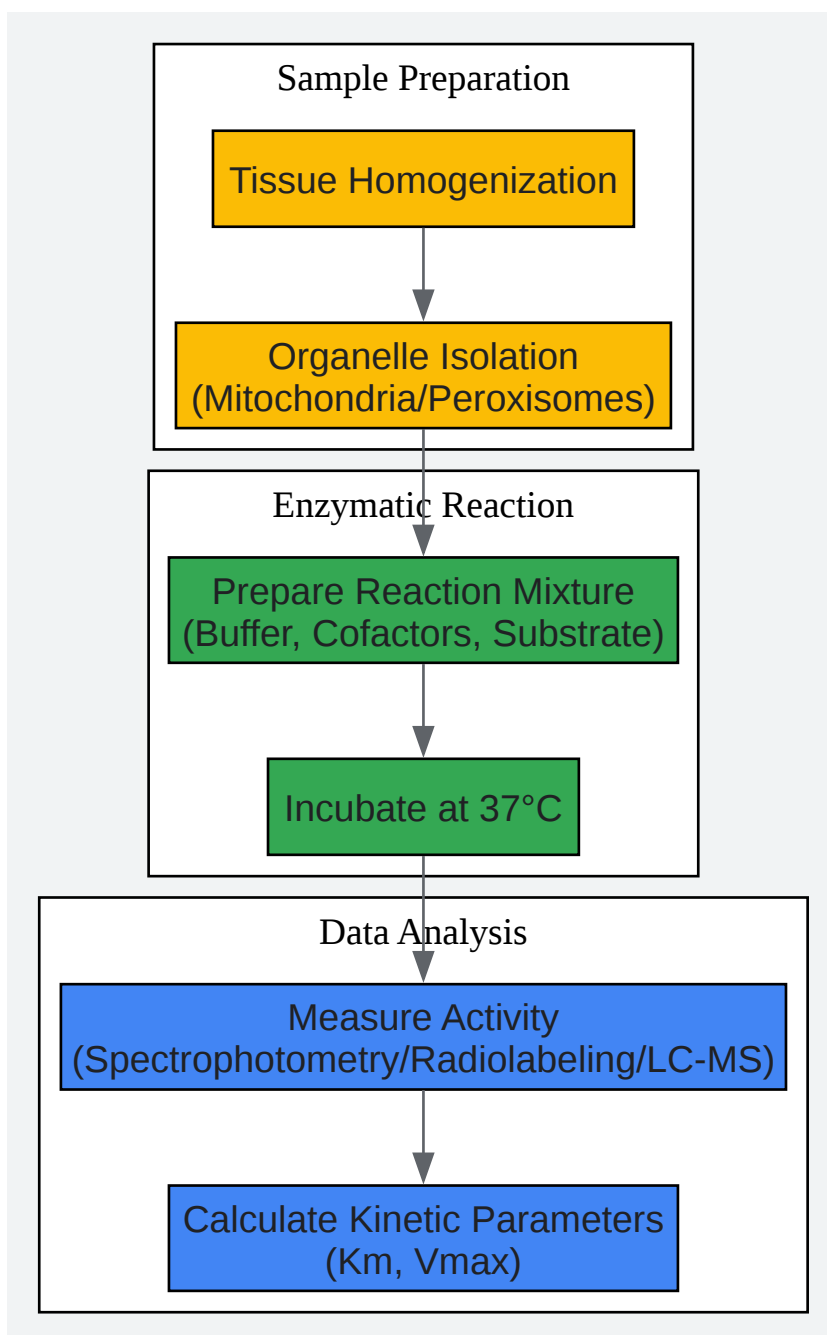 Sample Preparation
Tissue Homogenization
Organelle Isolation
(Mitochondria/Peroxisomes)
Enzymatic Reaction
Prepare Reaction Mixture
(Buffer, Cofactors, Substrate)
Incubate at 37°C
Data Analysis
Measure Activity
(Spectrophotometry/Radiolabeling/LC-MS)
Calculate Kinetic Parameters
(Km, Vmax)